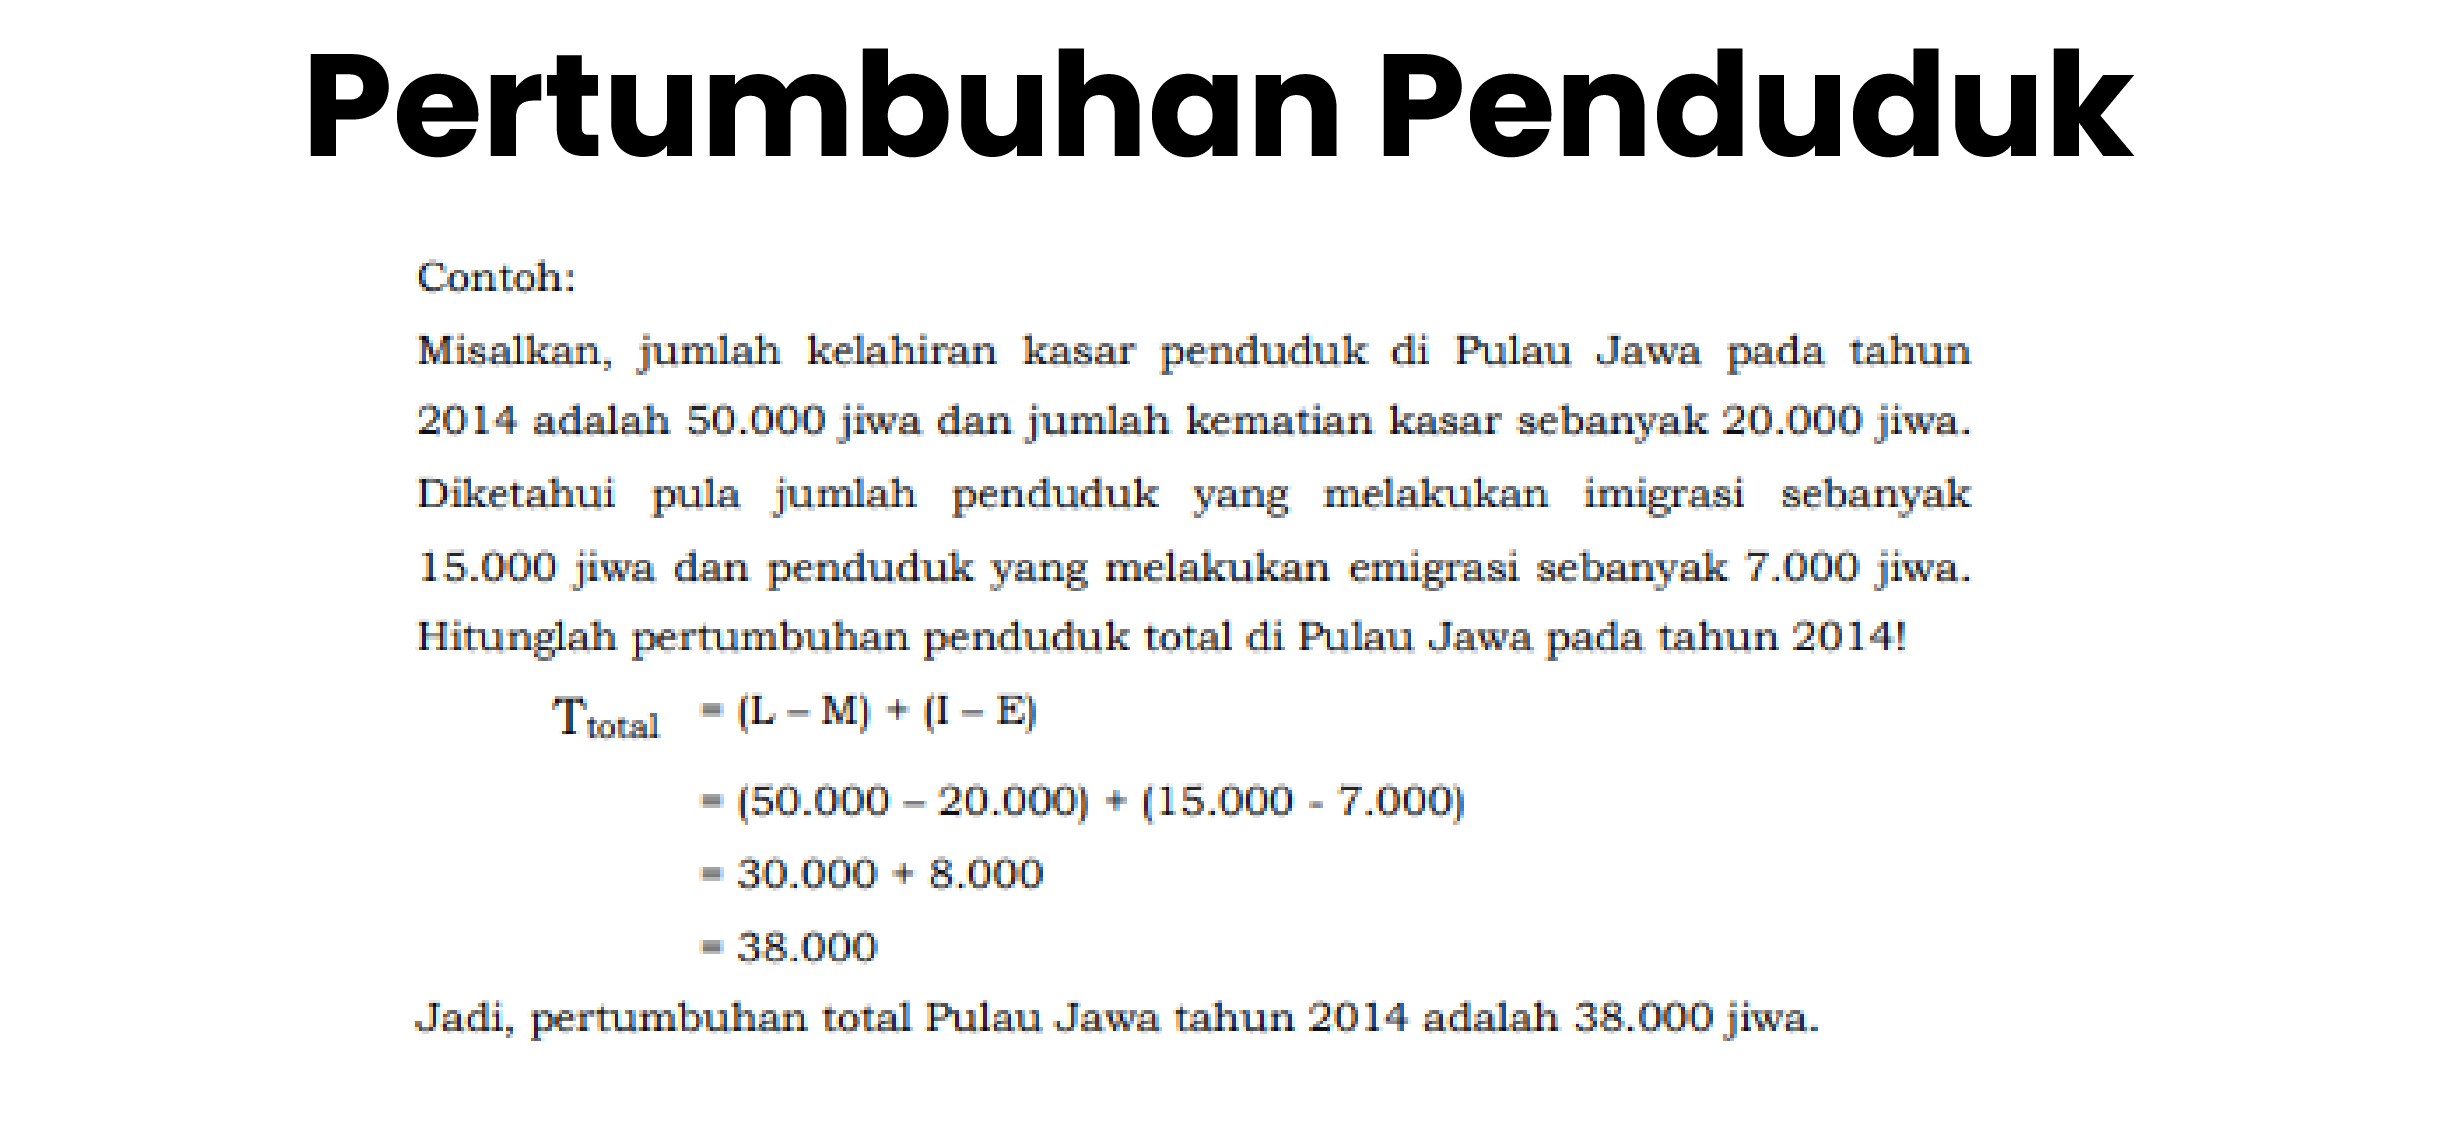 Pertumbuhan Penduduk
Contoh:
Misalkan, jumlah kelahiran kasar penduduk di Pulau Jawa pada tahun
2014 adalah 50.000 jiwa dan jumlah kematian kasar sebanyak 20.000 jiwa.
Diketahui pula jumlah penduduk yang melakukan imigrasi sebanyak
15.000 jiwa dan penduduk yang melakukan emigrasi sebanyak 7.000 jiwa.
Hitunglah pertumbuhan penduduk total di Pulau Jawa pada tahun 2014!
Ttotal = (L – M) + (I – E)
= (50.000 – 20.000) + (15.000 - 7.000)
= 30.000 + 8.000
= 38.000
Jadi, pertumbuhan total Pulau Jawa tahun 2014 adalah 38.000 jiwa.